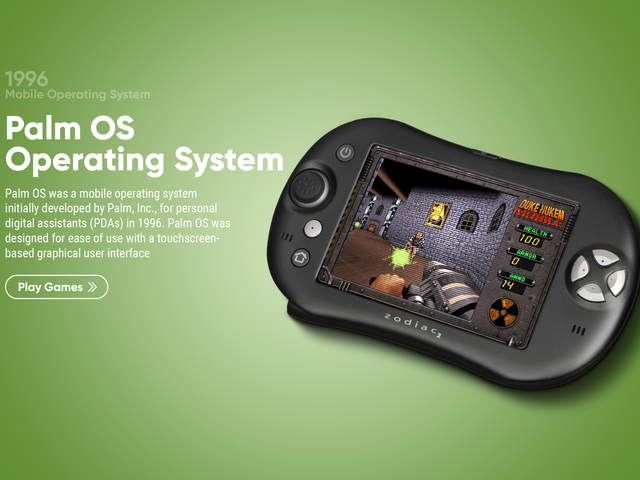 1996
Mobile Operating System
Palm OS
Operating System
Palm OS was a mobile operating system
initially developed by Palm, Inc., for personal
digital assistants (PDAs) in 1996. Palm OS was
designed for ease of use with a touchscreen-
based graphical user interface
Play Games
DUKE NUKEM
MOBILE
HEALTH
100
ARMOR
0
AMMO
14
zodiac2